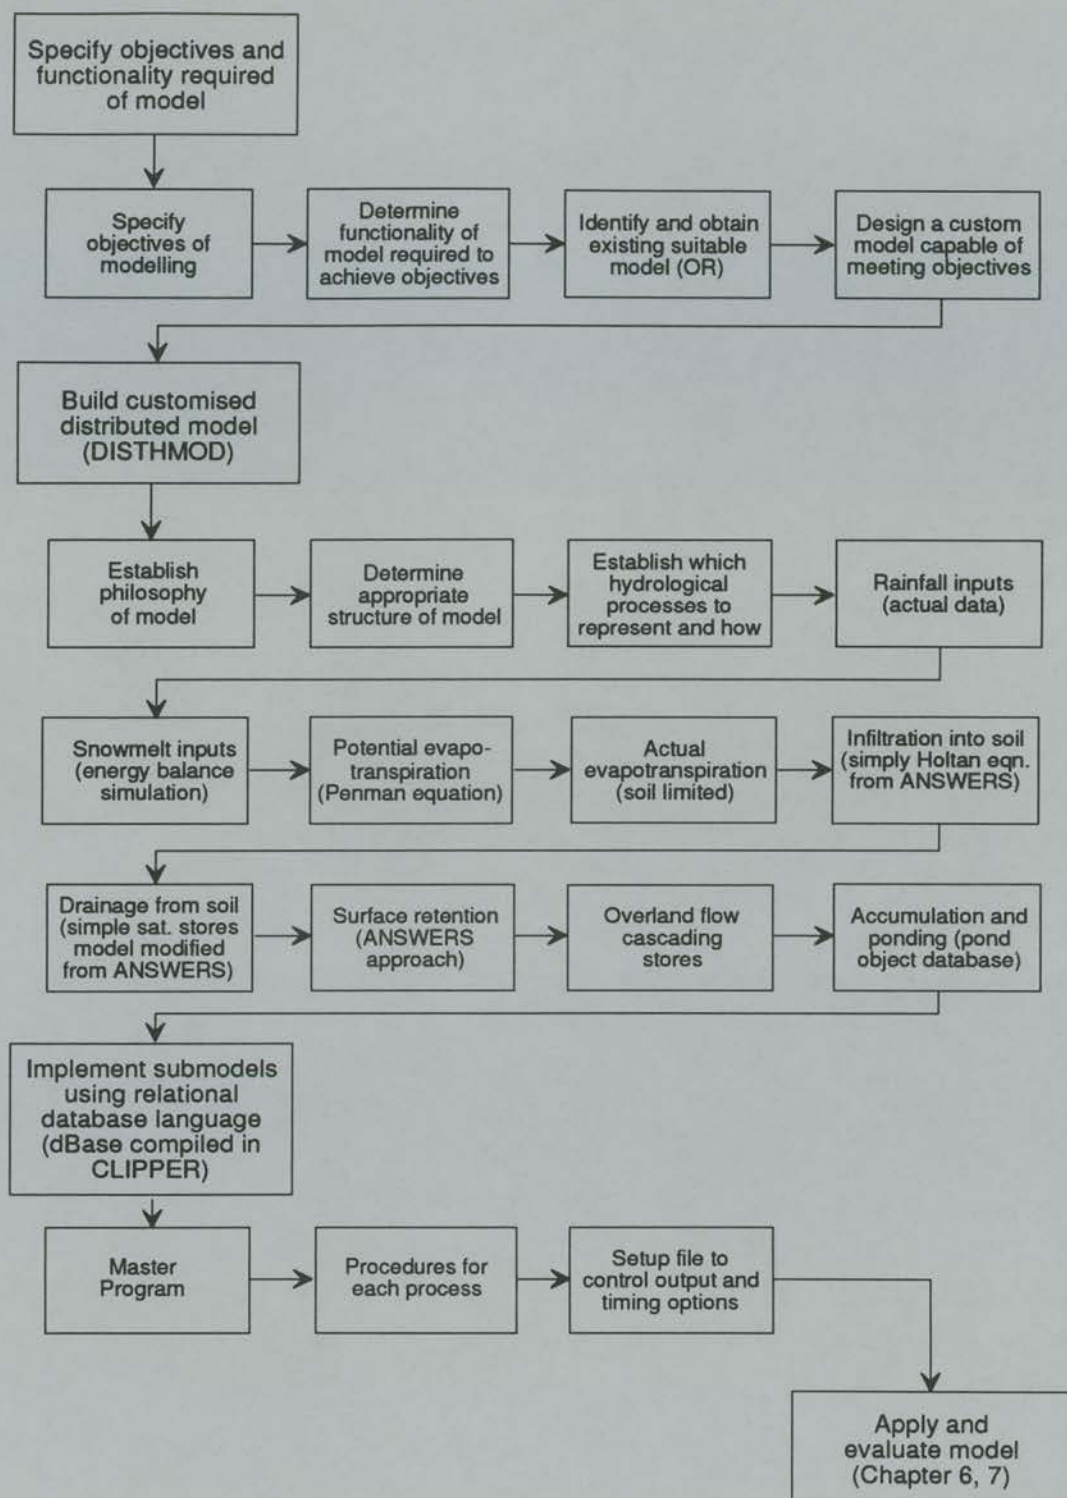 Specify objectives and
functionality required
of model
Specify
objectives of
modelling
Determine
functionality of
model required to
achieve objectives
Identify and obtain
existing suitable
model (OR)
Design a custom
model capable of
meeting objectives
Build customised
distributed model
(DISTHMOD)
Establish
philosophy
of model
Determine
appropriate
structure of model
Establish which
hydrological
processes to
represent and how
Rainfall inputs
(actual data)
Snowmelt inputs
(energy balance
simulation)
Potential evapo-
transpiration
(Penman equation)
Actual
evapotranspiration
(soil limited)
Infiltration into soil
(simply Holtan eqn.
from ANSWERS)
Drainage from soil
(simple sat. stores
model modified
from ANSWERS)
Surface retention
(ANSWERS
approach)
Overland flow
cascading
stores
Accumulation and
ponding (pond
object database)
Implement submodels
using relational
database language
(dBase compiled in
CLIPPER)
Master
Program
Procedures for
each process
Setup file to
control output and
timing options
Apply and
evaluate model
(Chapter 6, 7)